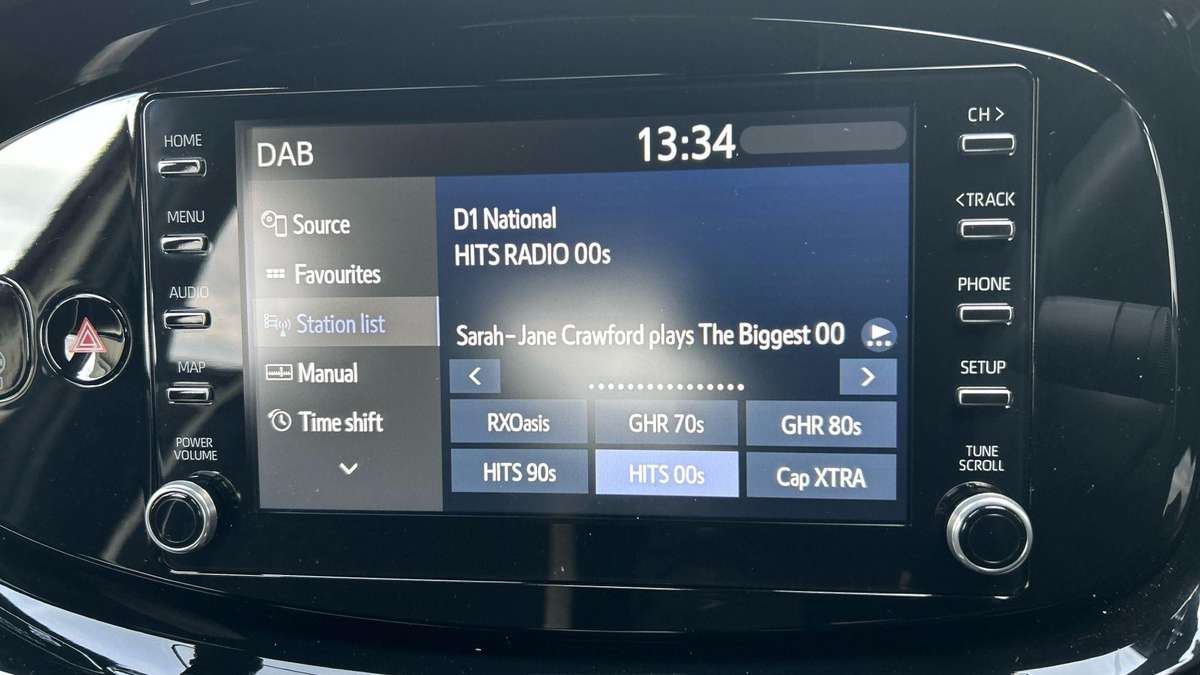 HOME
MENU
AUDIO
MAP
POWER
VOLUME
DAB
13:34
Source
Favourites
Station list
Manual
Time shift
D1 National
HITS RADIO 00s
Sarah-Jane Crawford plays The Biggest 00
<
>
RXOasis
GHR 70s
GHR 80s
HITS 90s
HITS 00s
Cap XTRA
CH >
<TRACK
PHONE
SETUP
TUNE
SCROLL